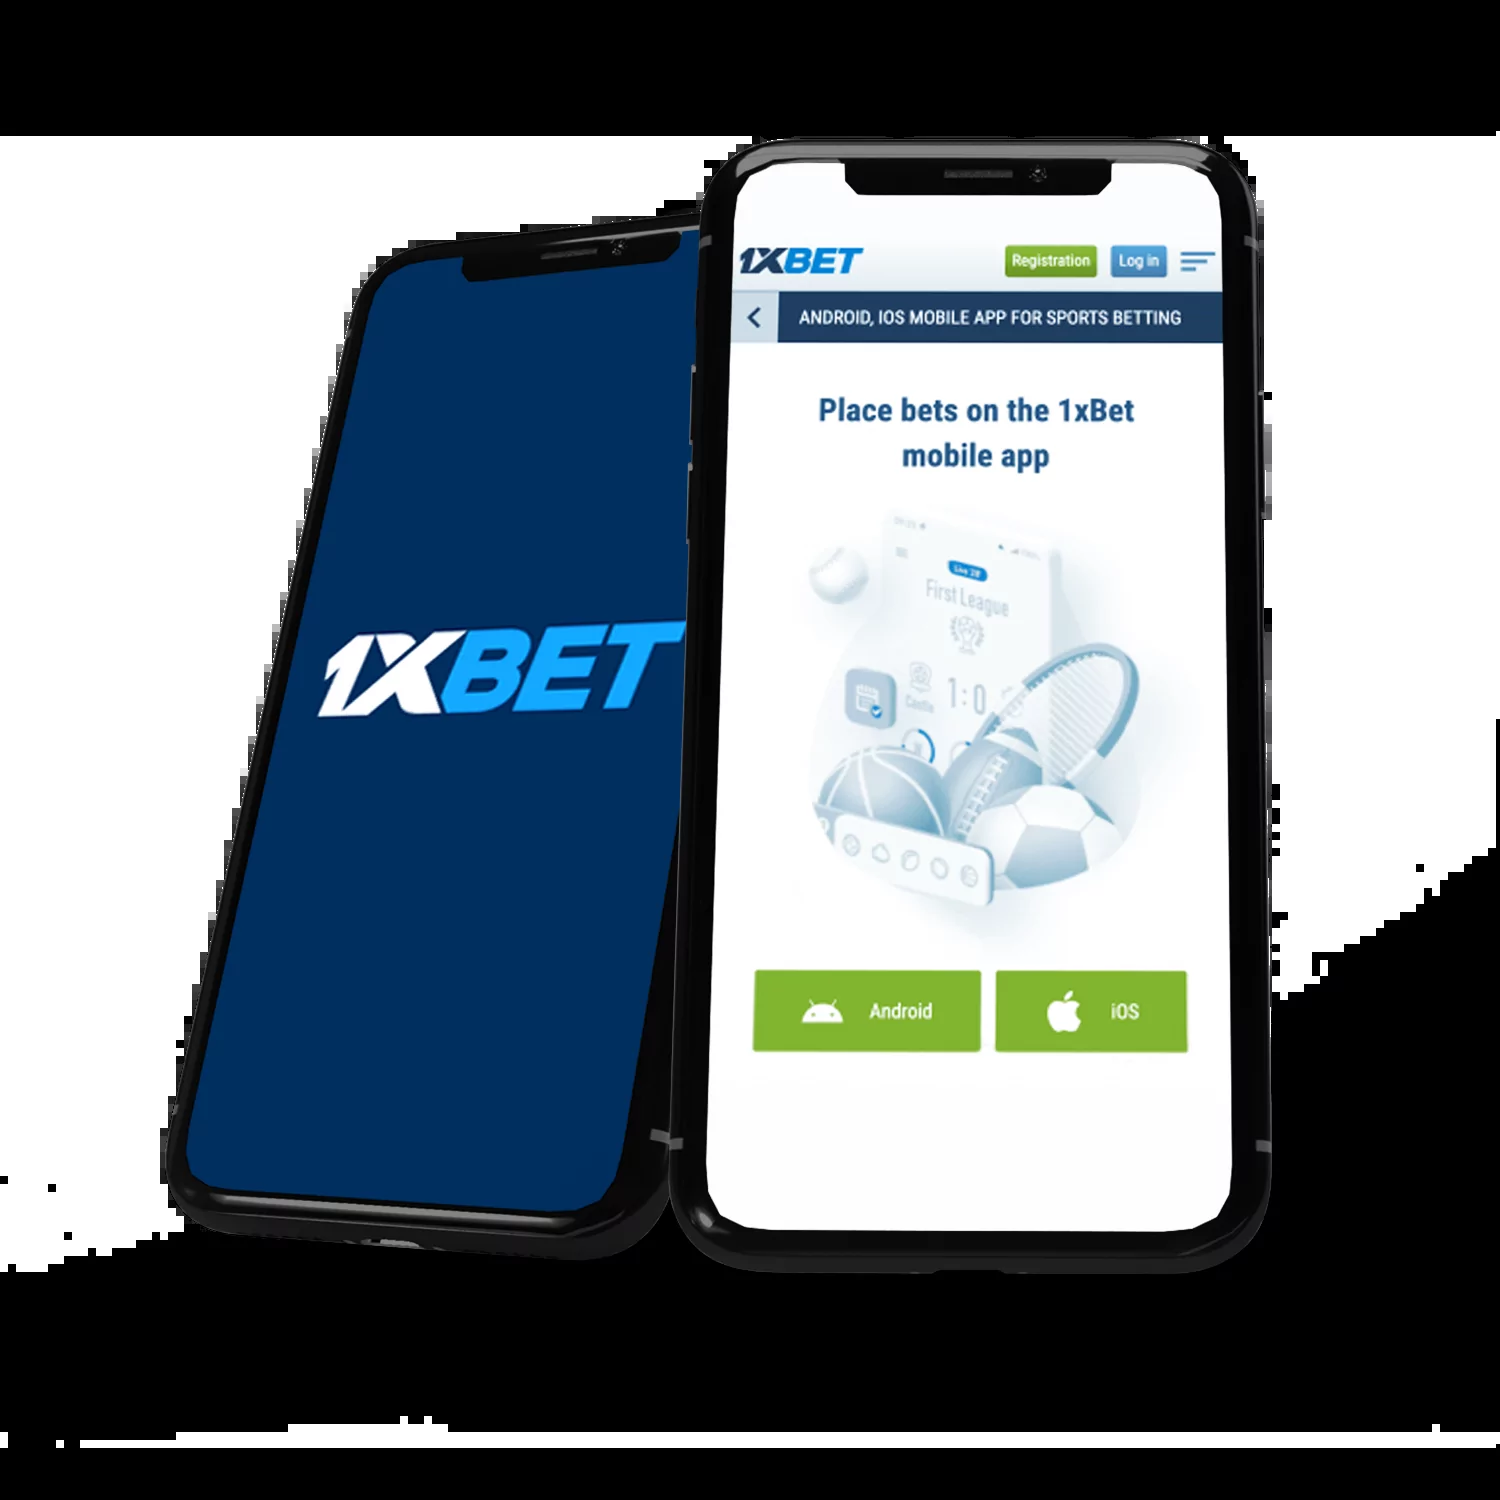 1XBET
1XBET
Registration
Log in
ANDROID, IOS MOBILE APP FOR SPORTS BETTING
Place bets on the 1xBet
mobile app
Live 28'
First League
Castle
1:0
Android
iOS